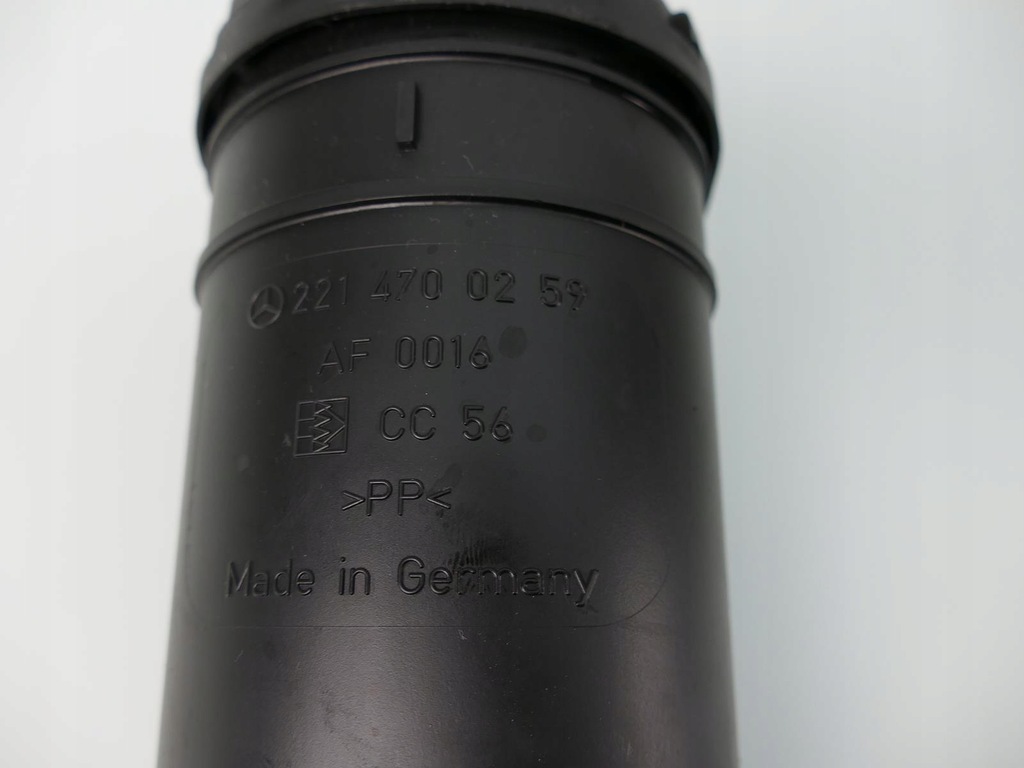 221 470 02 59
AF 0016
CC 56
>PP<
Made in Germany